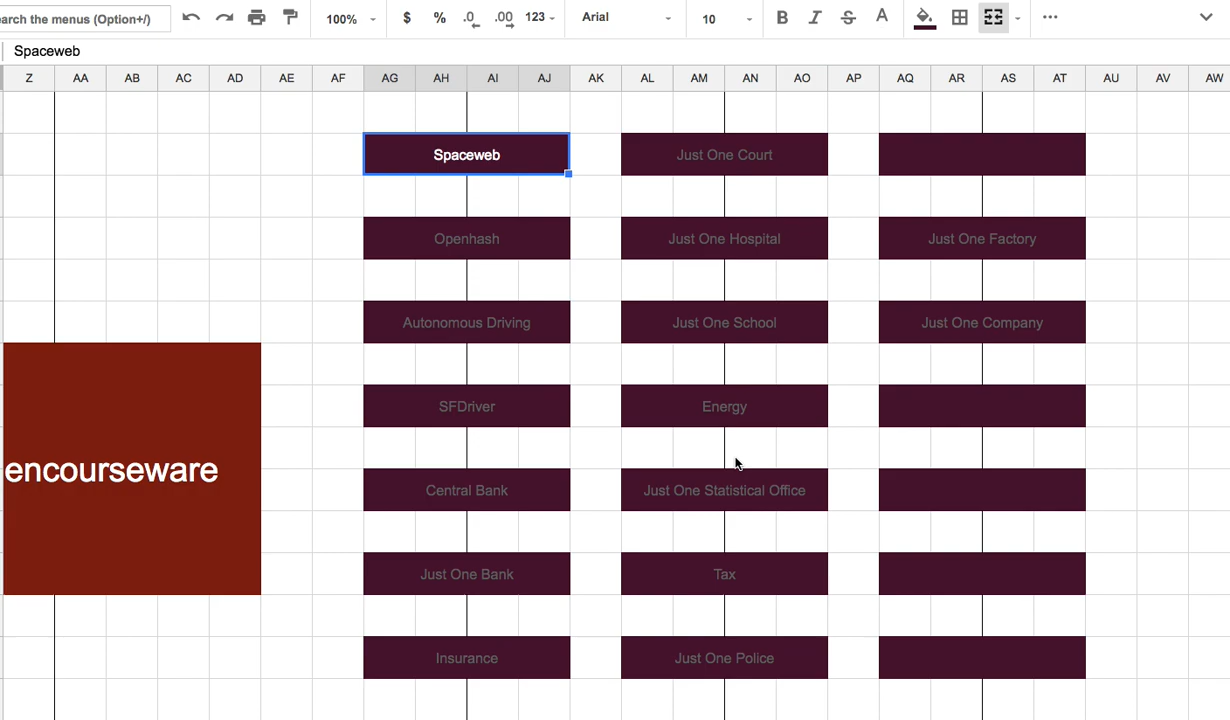 earch the menus (Option+/) 100% $ % .0 .00 123 Arial 10 B I S A
Spaceweb
Z AA AB AC AD AE AF AG AH AI AJ AK AL AM AN AO AP AQ AR AS AT AU AV AW
Spaceweb Just One Court
Openhash Just One Hospital Just One Factory
Autonomous Driving Just One School Just One Company
SFDriver Energy
encourseware
Central Bank Just One Statistical Office
Just One Bank Tax
Insurance Just One Police